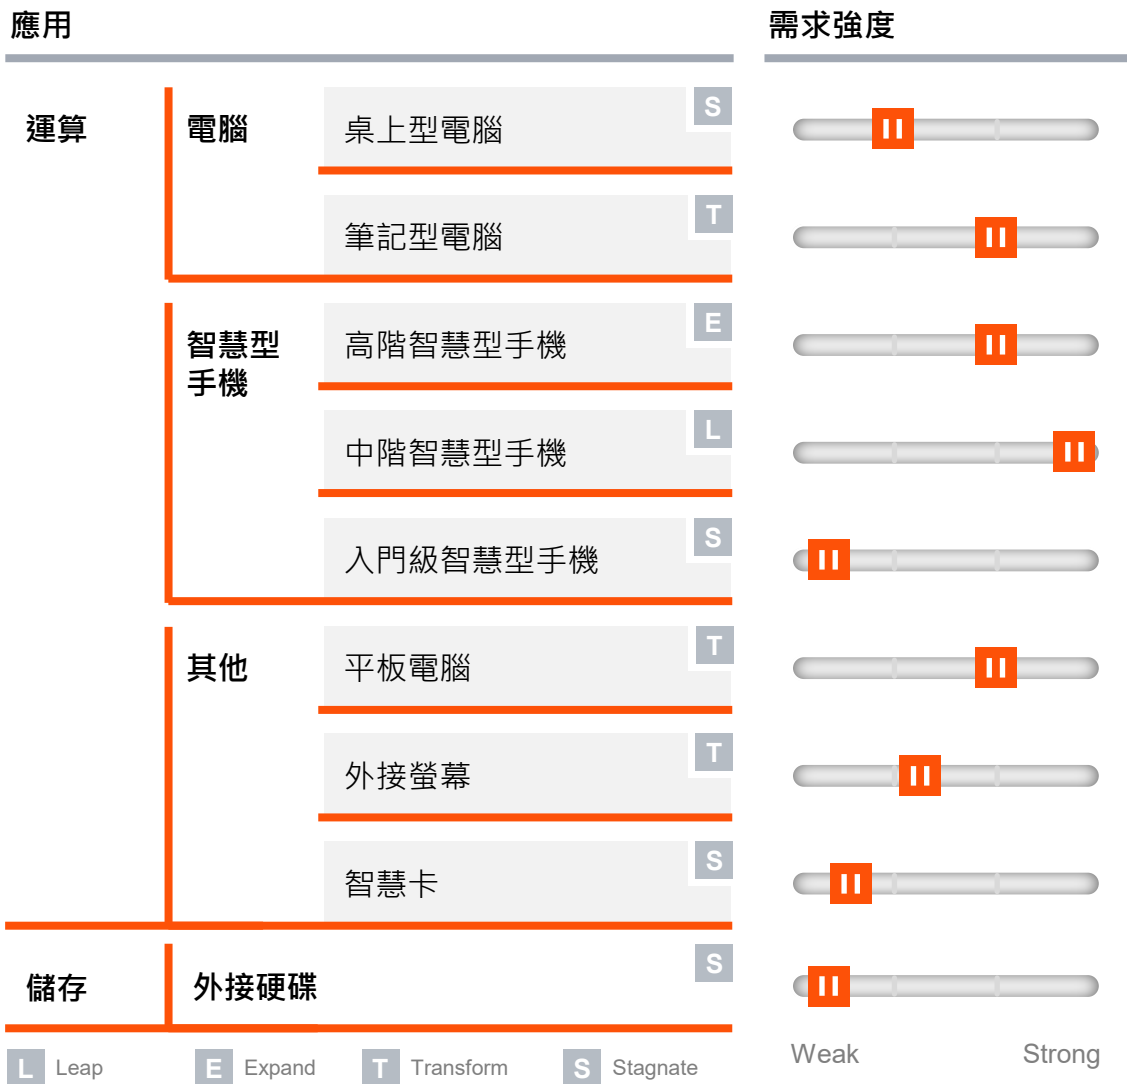 應用
需求強度
運算
電腦
桌上型電腦
S
筆記型電腦
T
智慧型
手機
高階智慧型手機
E
中階智慧型手機
L
入門級智慧型手機
S
其他
平板電腦
T
外接螢幕
T
智慧卡
S
儲存
外接硬碟
S
L Leap
E Expand
T Transform
S Stagnate
Weak
Strong